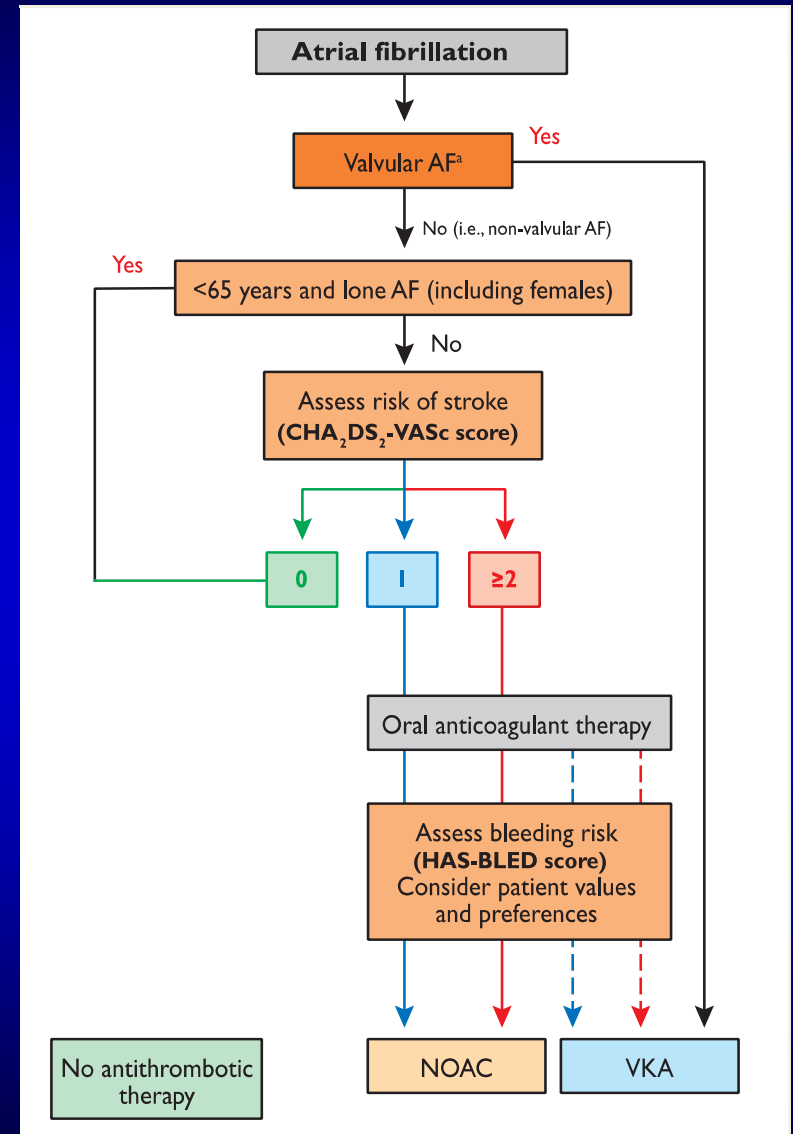 Atrial fibrillation
Yes
Valvular AFª
No (i.e., non-valvular AF)
Yes
<65 years and lone AF (including females)
No
Assess risk of stroke
(CHA₂DS₂-VASc score)
0
1
≥2
Oral anticoagulant therapy
Assess bleeding risk
(HAS-BLED score)
Consider patient values
and preferences
No antithrombotic
therapy
NOAC
VKA